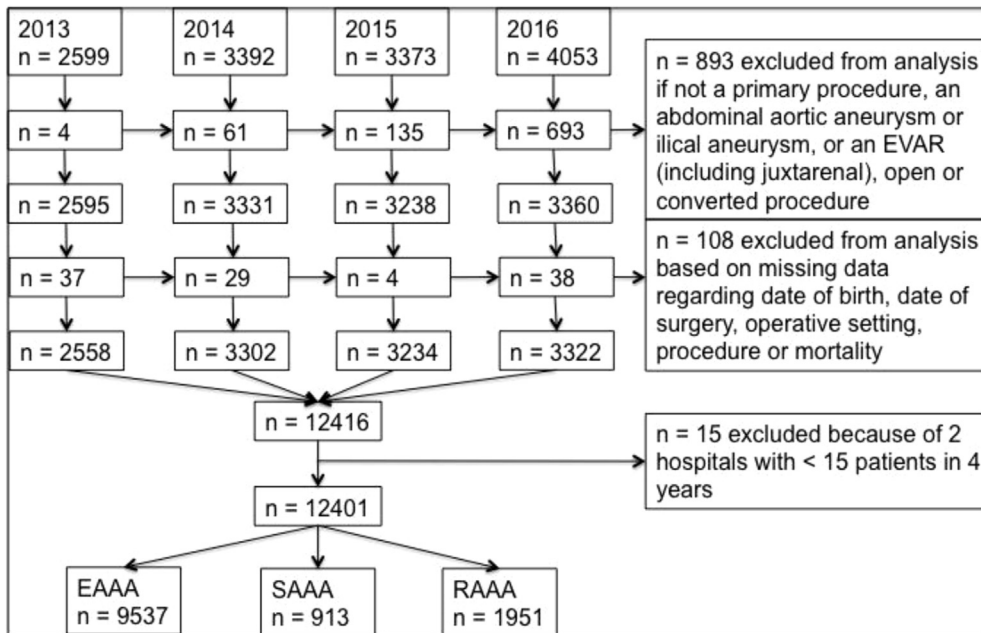 2013
n = 2599
2014
n = 3392
2015
n = 3373
2016
n = 4053
n = 4
n = 61
n = 135
n = 693
n = 893 excluded from analysis
if not a primary procedure, an
abdominal aortic aneurysm or
ilical aneurysm, or an EVAR
(including juxtarenal), open or
converted procedure
n = 2595
n = 3331
n = 3238
n = 3360
n = 37
n = 29
n = 4
n = 38
n = 108 excluded from analysis
based on missing data
regarding date of birth, date of
surgery, operative setting,
procedure or mortality
n = 2558
n = 3302
n = 3234
n = 3322
n = 12416
n = 15 excluded because of 2
hospitals with < 15 patients in 4
years
n = 12401
EAAA
n = 9537
SAAA
n = 913
RAAA
n = 1951